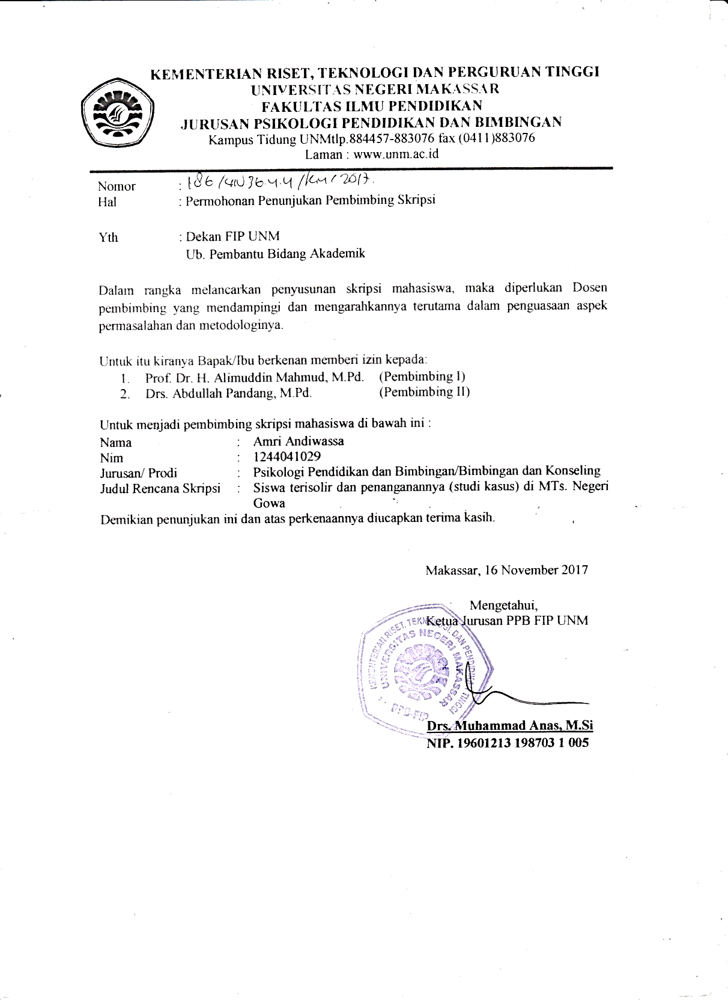 KEMENTERIAN RISET, TEKNOLOGI DAN PERGURUAN TINGGI
UNIVERSITAS NEGERI MAKASSAR
FAKULTAS ILMU PENDIDIKAN
JURUSAN PSIKOLOGI PENDIDIKAN DAN BIMBINGAN
Kampus Tidung UNMtlp.884457-883076 fax (0411)883076
Laman : www.unm.ac.id
Nomor : 186/UN36.4.4/KM/2017.
Hal : Permohonan Penunjukan Pembimbing Skripsi
Yth : Dekan FIP UNM
Ub. Pembantu Bidang Akademik
Dalam rangka melancarkan penyusunan skripsi mahasiswa, maka diperlukan Dosen
pembimbing yang mendampingi dan mengarahkannya terutama dalam penguasaan aspek
permasalahan dan metodologinya.
Untuk itu kiranya Bapak/Ibu berkenan memberi izin kepada:
1. Prof. Dr. H. Alimuddin Mahmud, M.Pd. (Pembimbing I)
2. Drs. Abdullah Pandang, M.Pd. (Pembimbing II)
Untuk menjadi pembimbing skripsi mahasiswa di bawah ini :
Nama : Amri Andiwassa
Nim : 1244041029
Jurusan/ Prodi : Psikologi Pendidikan dan Bimbingan/Bimbingan dan Konseling
Judul Rencana Skripsi : Siswa terisolir dan penanganannya (studi kasus) di MTs. Negeri
Gowa
Demikian penunjukan ini dan atas perkenaannya diucapkan terima kasih.
Makassar, 16 November 2017
Mengetahui,
Ketua Jurusan PPB FIP UNM
KEMENTERIAN RISET, TEKNOLOGI, DAN PENDIDIKAN TINGGI
UNIVERSITAS NEGERI MAKASSAR
PPB-FIP
Drs. Muhammad Anas, M.Si
NIP. 19601213 198703 1 005